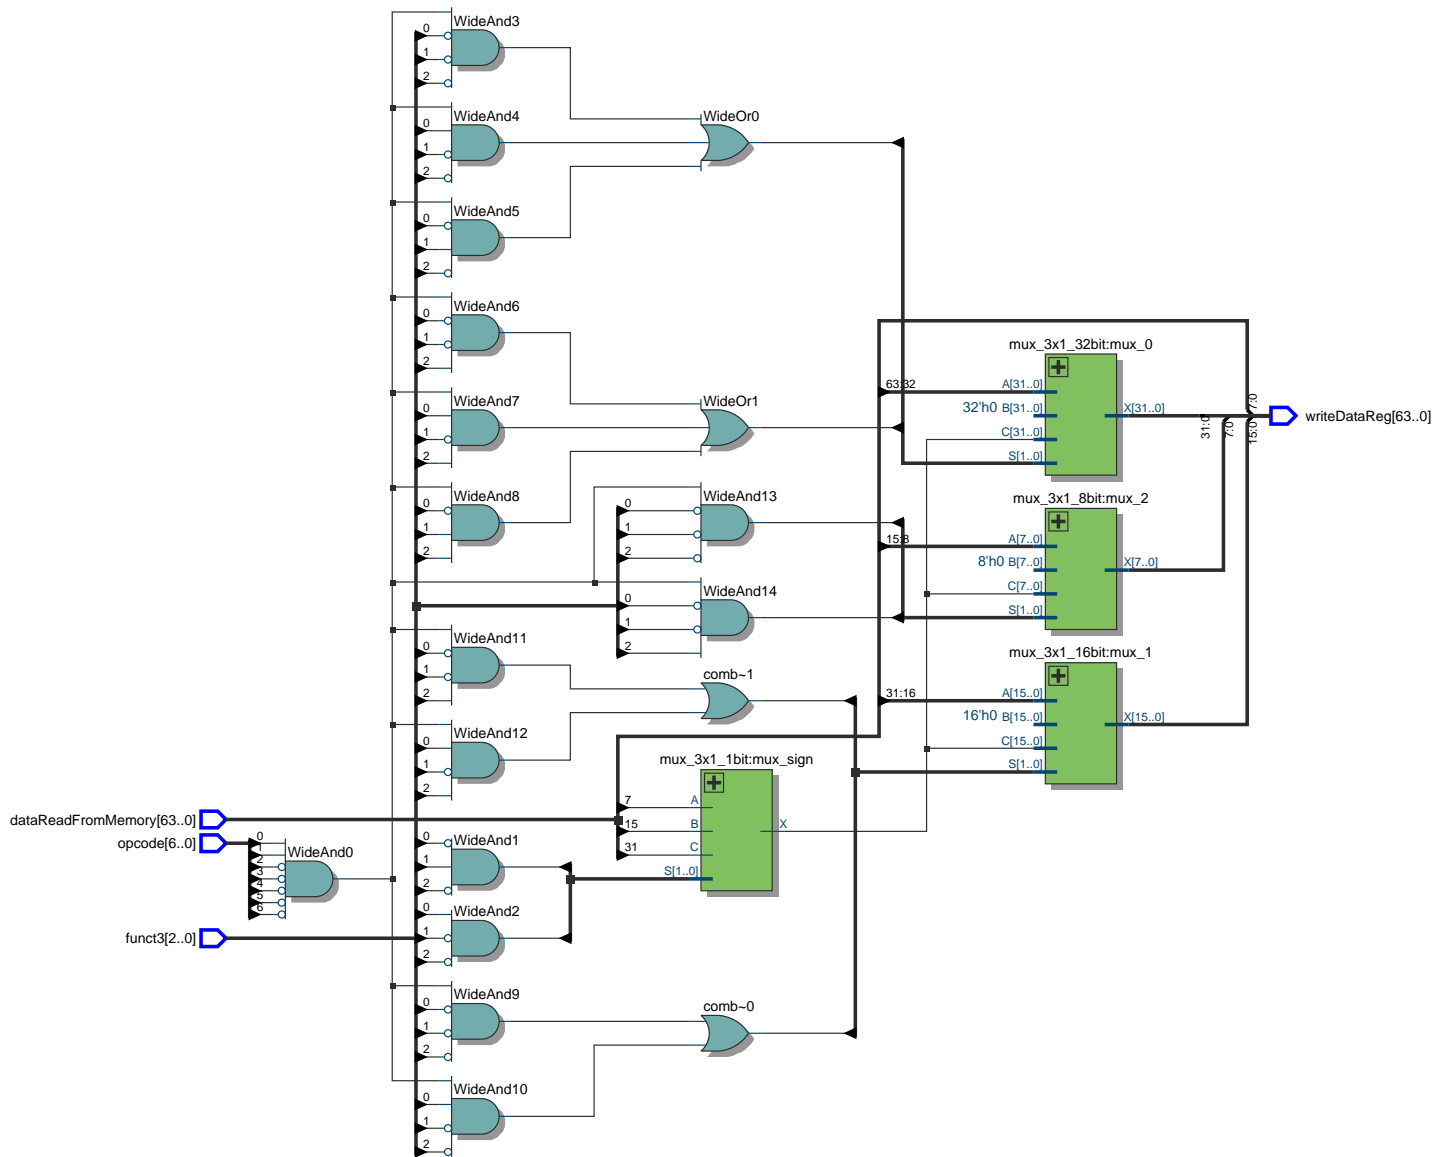 WideAnd3
0
1
2
WideAnd4
0
1
2
WideOr0
WideAnd5
0
1
2
WideAnd6
0
1
2
WideAnd7
0
1
2
WideOr1
WideAnd8
0
1
2
WideAnd13
0
1
2
WideAnd14
0
1
2
WideAnd11
0
1
2
comb~1
WideAnd12
0
1
2
mux_3x1_32bit:mux_0
63:32
A[31..0]
32'h0 B[31..0]
C[31..0]
S[1..0]
X[31..0]
31:0
7:0
7:0
15:0
writeDataReg[63..0]
mux_3x1_8bit:mux_2
15:8
A[7..0]
8'h0 B[7..0]
C[7..0]
S[1..0]
X[7..0]
mux_3x1_16bit:mux_1
31:16
A[15..0]
16'h0 B[15..0]
C[15..0]
S[1..0]
X[15..0]
mux_3x1_1bit:mux_sign
7
A
15
B
31
C
S[1..0]
X
dataReadFromMemory[63..0]
opcode[6..0]
0
1
2
3
4
5
6
WideAnd0
funct3[2..0]
WideAnd1
0
1
2
WideAnd2
0
1
2
WideAnd9
0
1
2
comb~0
WideAnd10
0
1
2